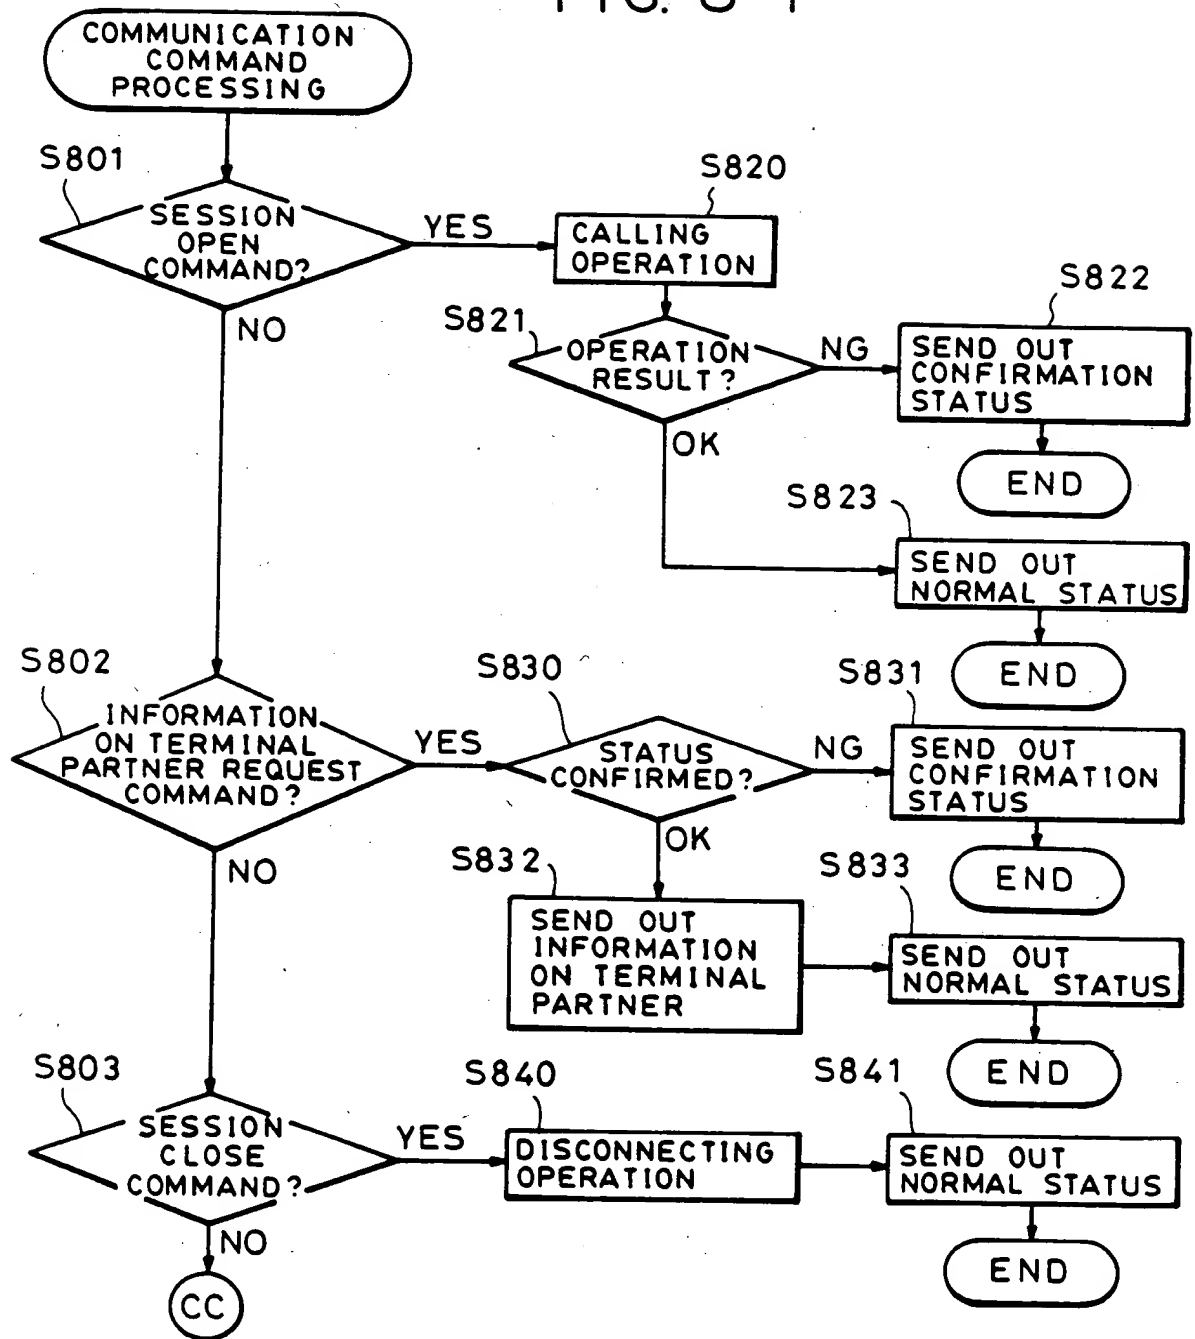 COMMUNICATION
COMMAND
PROCESSING
S801
SESSION
OPEN
COMMAND?
YES
NO
S820
CALLING
OPERATION
S821
OPERATION
RESULT?
NG
OK
S822
SEND OUT
CONFIRMATION
STATUS
END
S823
SEND OUT
NORMAL STATUS
END
S802
INFORMATION
ON TERMINAL
PARTNER REQUEST
COMMAND?
YES
NO
S830
STATUS
CONFIRMED?
NG
OK
S831
SEND OUT
CONFIRMATION
STATUS
END
S832
SEND OUT
INFORMATION
ON TERMINAL
PARTNER
S833
SEND OUT
NORMAL STATUS
END
S803
SESSION
CLOSE
COMMAND?
YES
NO
S840
DISCONNECTING
OPERATION
S841
SEND OUT
NORMAL STATUS
END
CC